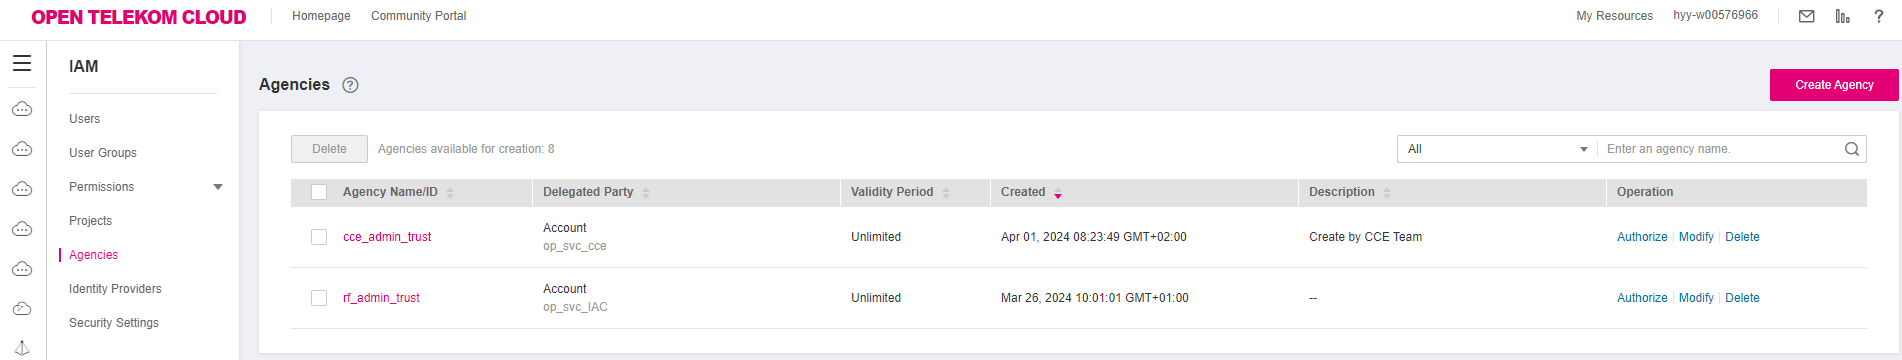 OPEN TELEKOM CLOUD Homepage Community Portal My Resources hyy-w00576966 ?
IAM
Users
User Groups
Permissions
Projects
Agencies
Identity Providers
Security Settings
Agencies ? Create Agency
Delete Agencies available for creation: 8 All Enter an agency name.
Agency Name/ID Delegated Party Validity Period Created Description Operation
cce_admin_trust Account Unlimited Apr 01, 2024 08:23:49 GMT+02:00 Create by CCE Team Authorize Modify Delete
op_svc_cce
rf_admin_trust Account Unlimited Mar 26, 2024 10:01:01 GMT+01:00 -- Authorize Modify Delete
op_svc_IAC